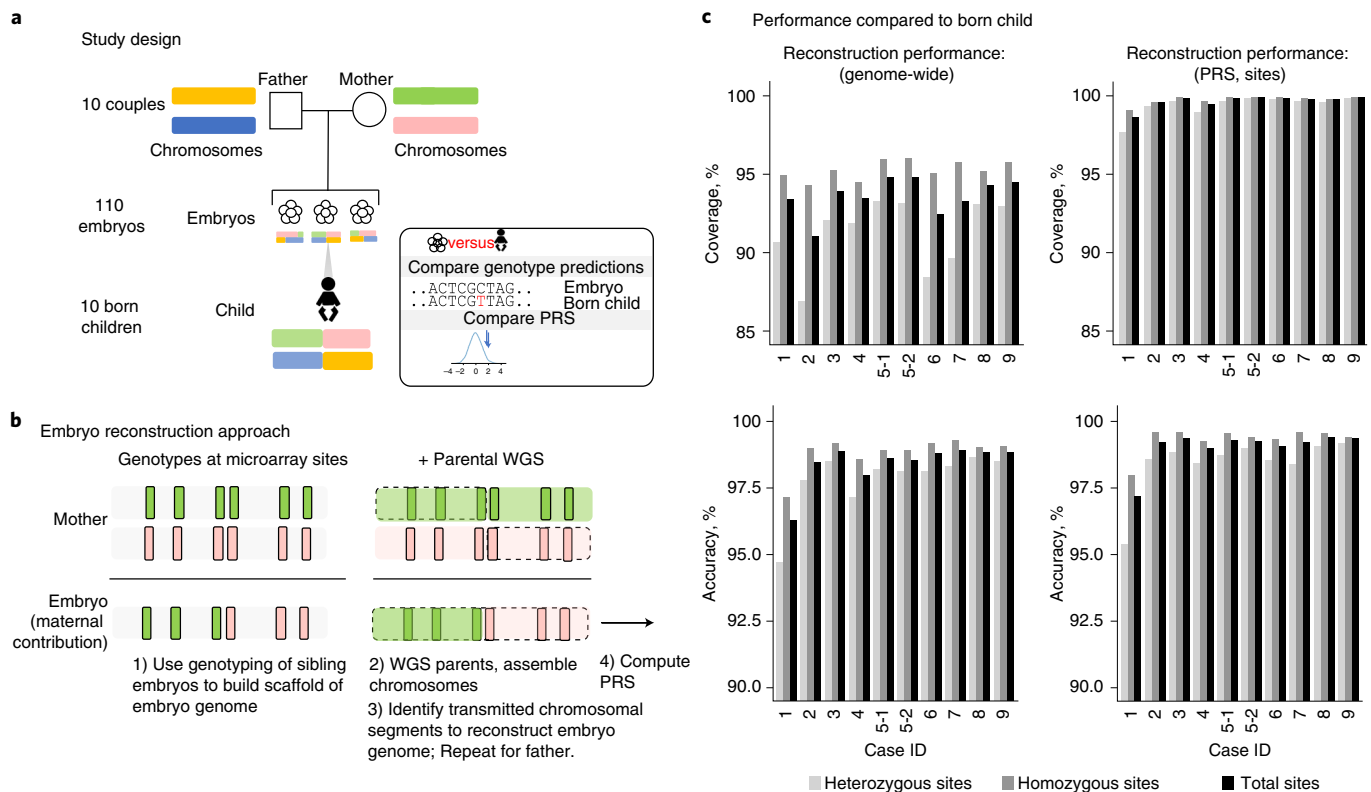 a
Study design
Father
Mother
10 couples
Chromosomes
Chromosomes
110
embryos
Embryos
10 born
children
Child
versus
Compare genotype predictions
..ACTCGCTAG..
Embryo
..ACTCGTTAG..
Born child
Compare PRS
−4 −2 0 2 4
b
Embryo reconstruction approach
Genotypes at microarray sites
+ Parental WGS
Mother
Embryo
(maternal
contribution)
1) Use genotyping of sibling
embryos to build scaffold of
embryo genome
2) WGS parents, assemble
chromosomes
3) Identify transmitted chromosomal
segments to reconstruct embryo
genome; Repeat for father.
4) Compute
PRS
c
Performance compared to born child
Reconstruction performance:
(genome-wide)
Coverage, %
100
95
90
85
1 2 3 4 5-1 5-2 6 7 8 9
Reconstruction performance:
(PRS, sites)
Coverage, %
100
95
90
85
1 2 3 4 5-1 5-2 6 7 8 9
Accuracy, %
100
97.5
95.0
92.5
90.0
1 2 3 4 5-1 5-2 6 7 8 9
Case ID
Accuracy, %
100
97.5
95.0
92.5
90.0
1 2 3 4 5-1 5-2 6 7 8 9
Case ID
Heterozygous sites
Homozygous sites
Total sites